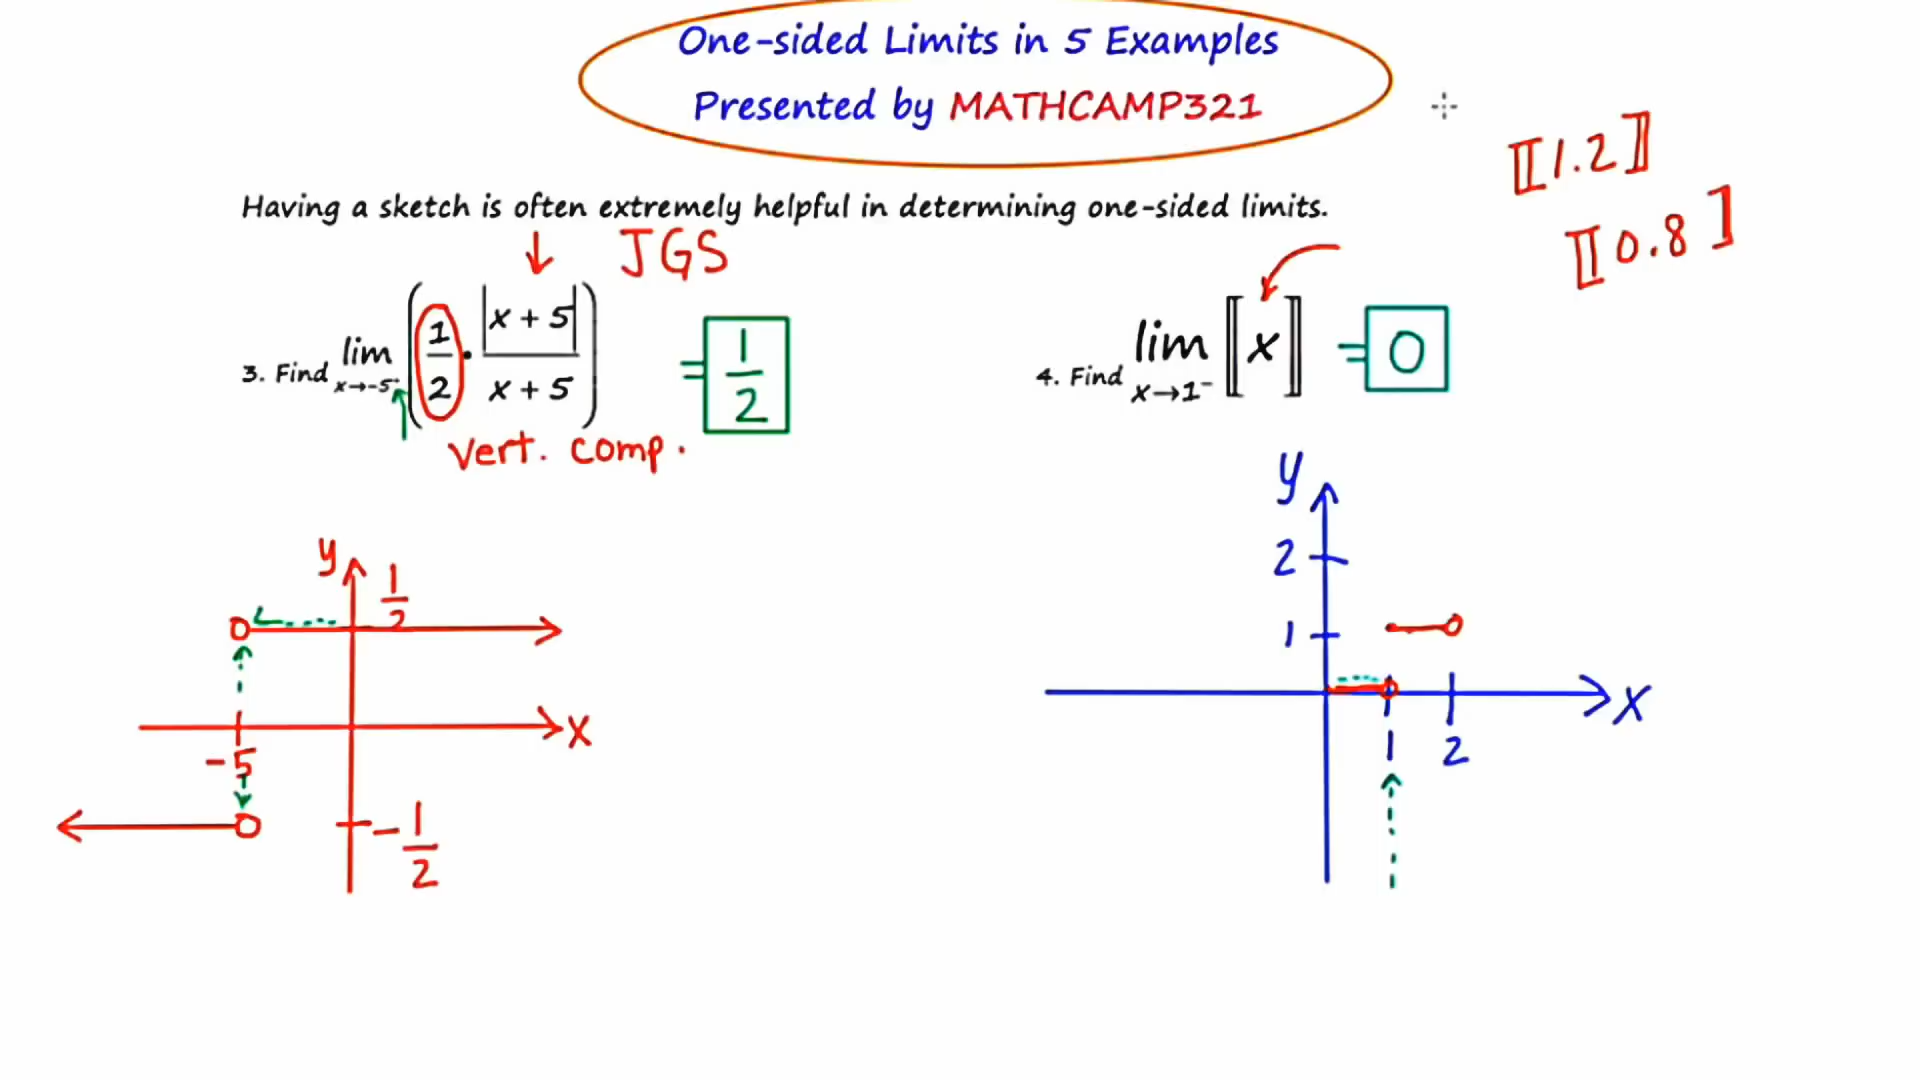 One-sided Limits in 5 Examples
Presented by MATHCAMP321
⟦1.2⟧
⟦0.8]
Having a sketch is often extremely helpful in determining one-sided limits.
JGS
3. Find lim x→-5⁺ (1/2 · |x + 5| / x + 5) = 1/2
vert. comp.
4. Find lim x→1⁻ ⟦x⟧ = 0
y
1/2
x
-5
-1/2
y
2
1
x
1 2